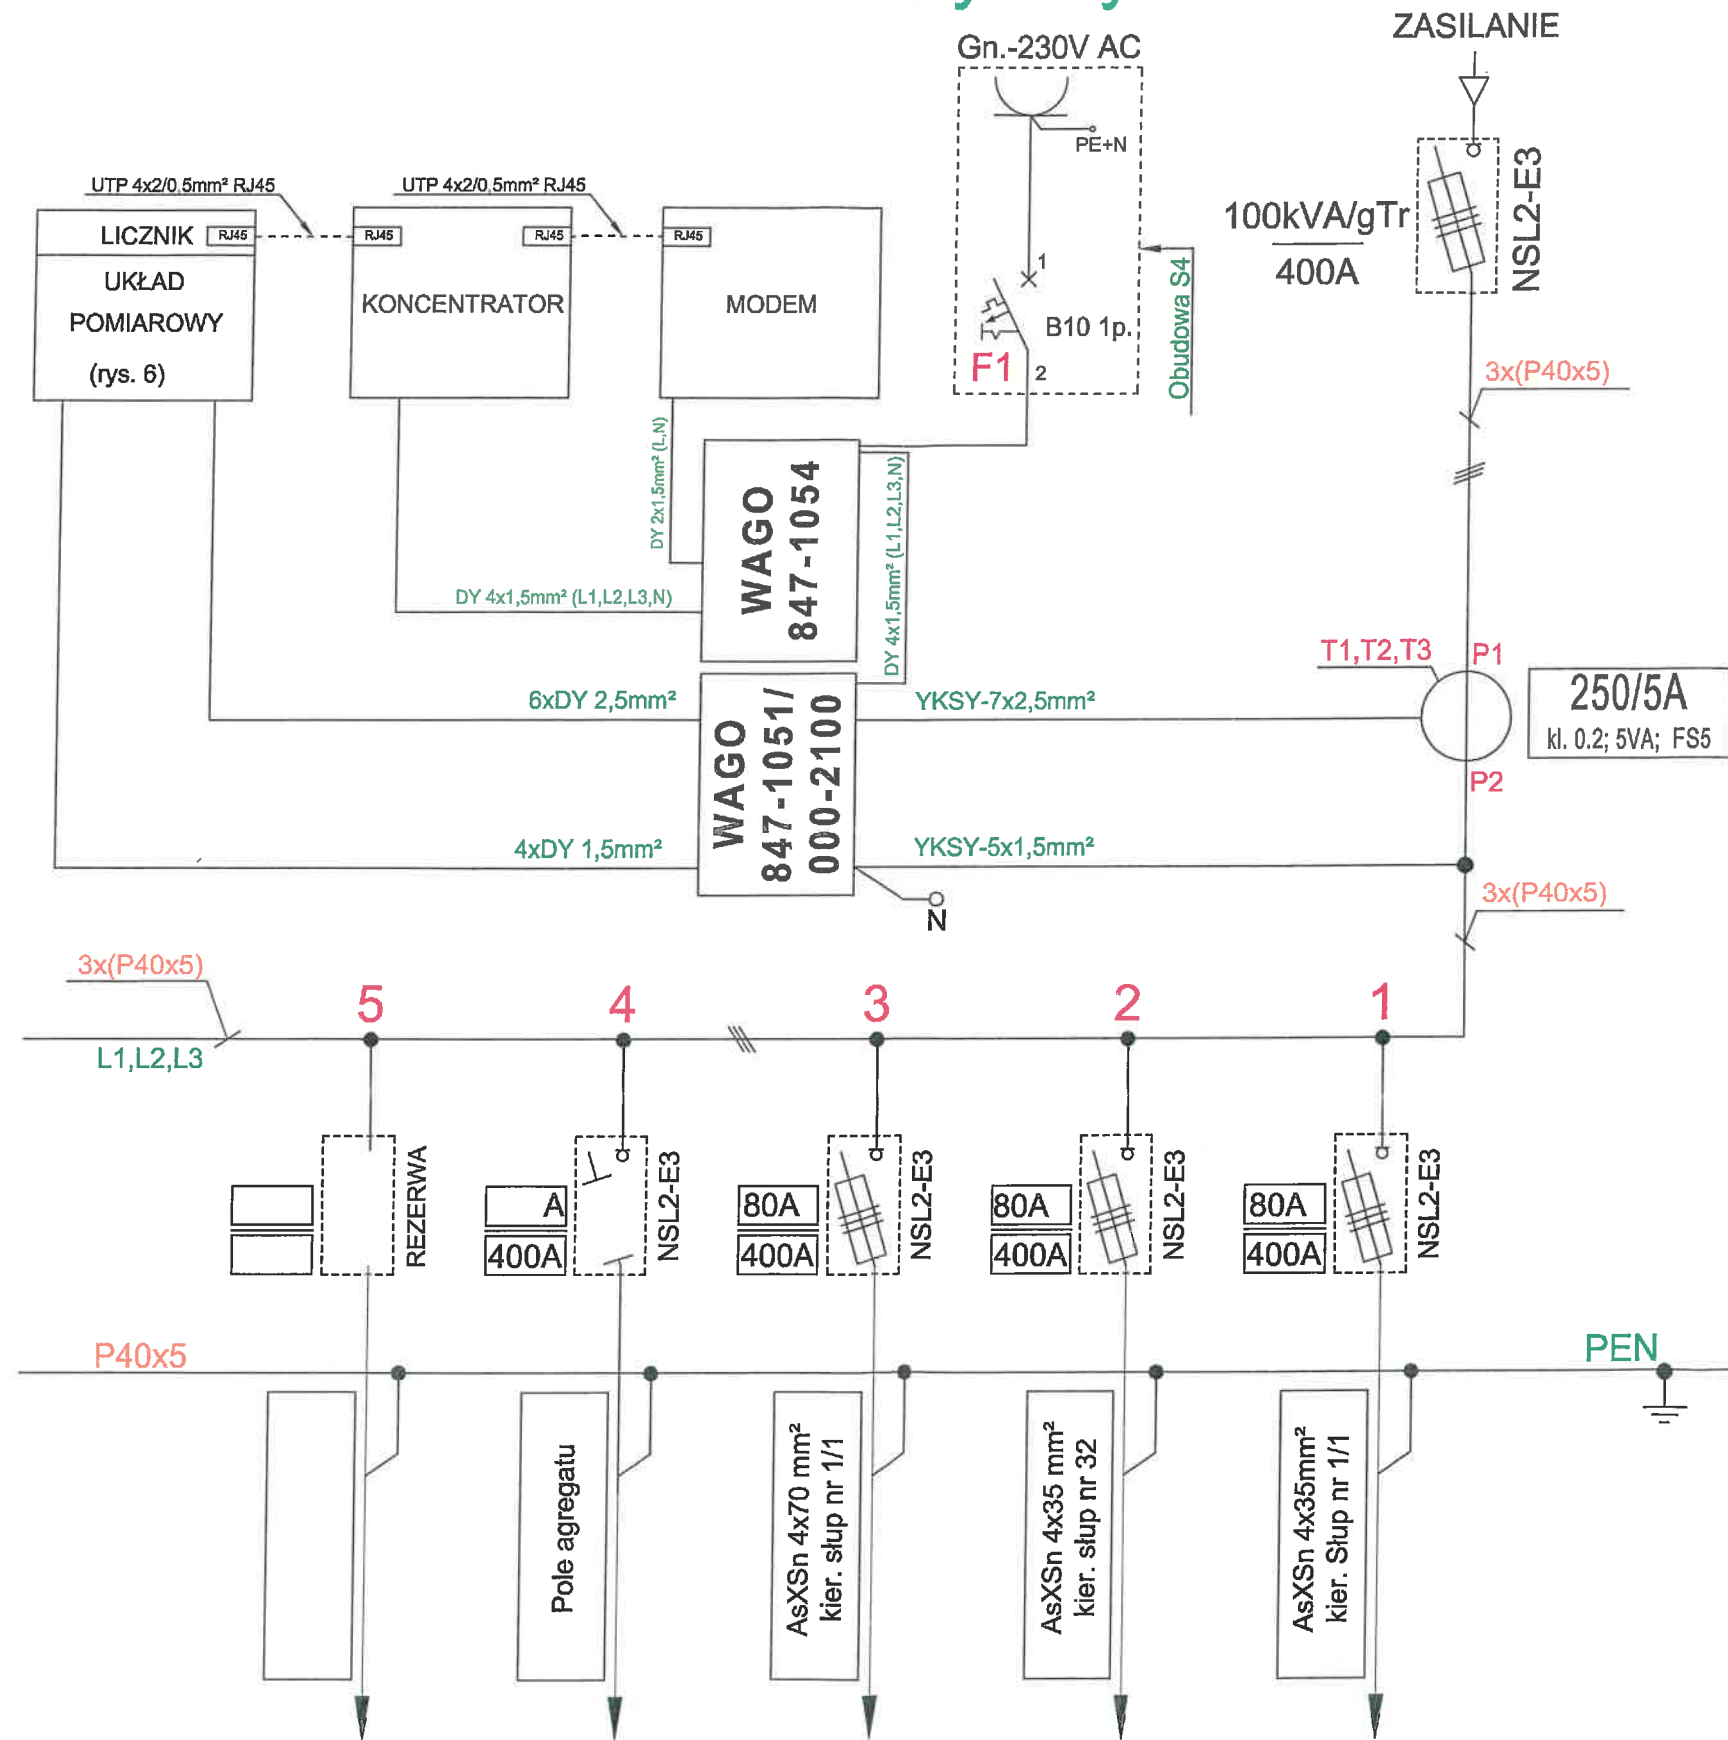 ZASILANIE
Gn.-230V AC
PE+N
1
B10 1p.
F1
2
Obudowa S4
100kVA/gTr
400A
NSL2-E3
3x(P40x5)
UTP 4x2/0,5mm² RJ45
UTP 4x2/0,5mm² RJ45
LICZNIK
RJ45
RJ45
RJ45
RJ45
UKŁAD
POMIAROWY
(rys. 6)
KONCENTRATOR
MODEM
DY 2x1,5mm² (L,N)
WAGO
847-1054
DY 4x1,5mm² (L1,L2,L3,N)
DY 4x1,5mm² (L1,L2,L3,N)
T1,T2,T3
P1
250/5A
kl. 0.2; 5VA; FS5
P2
6xDY 2,5mm²
WAGO
847-1051/
000-2100
YKSY-7x2,5mm²
4xDY 1,5mm²
YKSY-5x1,5mm²
N
3x(P40x5)
3x(P40x5)
L1,L2,L3
5
4
3
2
1
REZERWA
A
400A
NSL2-E3
80A
400A
NSL2-E3
80A
400A
NSL2-E3
80A
400A
NSL2-E3
P40x5
PEN
Pole agregatu
AsXSn 4x70 mm²
kier. słup nr 1/1
AsXSn 4x35 mm²
kier. słup nr 32
AsXSn 4x35mm²
kier. Słup nr 1/1